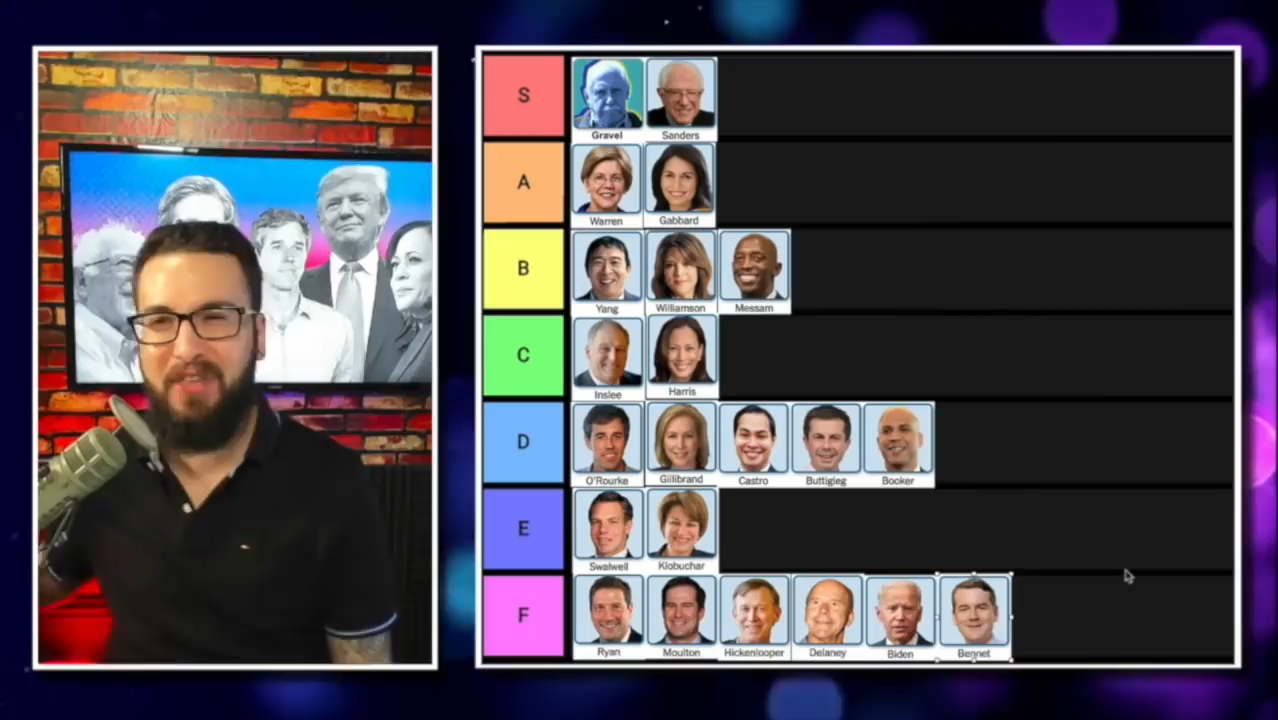 S
Gravel Sanders
A
Warren Gabbard
B
Yang Williamson Messam
C
Inslee Harris
D
O'Rourke Gillibrand Castro Buttigieg Booker
E
Swalwell Klobuchar
F
Ryan Moulton Hickenlooper Delaney Biden Bennet